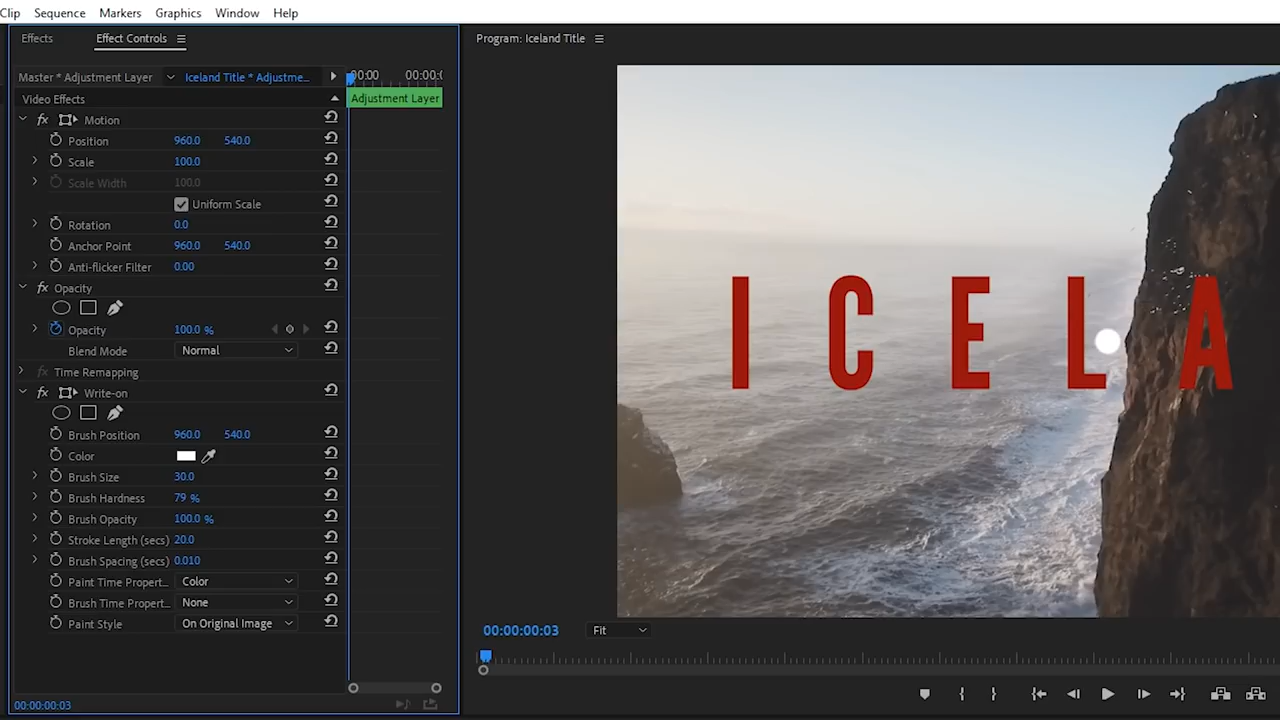 Clip Sequence Markers Graphics Window Help
Effects Effect Controls
Master * Adjustment Layer Iceland Title * Adjustme...
Video Effects
Motion
Position 960.0 540.0
Scale 100.0
Scale Width 100.0
Uniform Scale
Rotation 0.0
Anchor Point 960.0 540.0
Anti-flicker Filter 0.00
fx Opacity
Opacity 100.0 %
Blend Mode Normal
fx Time Remapping
fx Write-on
Brush Position 960.0 540.0
Color
Brush Size 30.0
Brush Hardness 79 %
Brush Opacity 100.0 %
Stroke Length (secs) 20.0
Brush Spacing (secs) 0.010
Paint Time Propert... Color
Brush Time Propert... None
Paint Style On Original Image
00:00:00:03
:00:00 00:00:(
Adjustment Layer
Program: Iceland Title
I C E L A
00:00:00:03 Fit